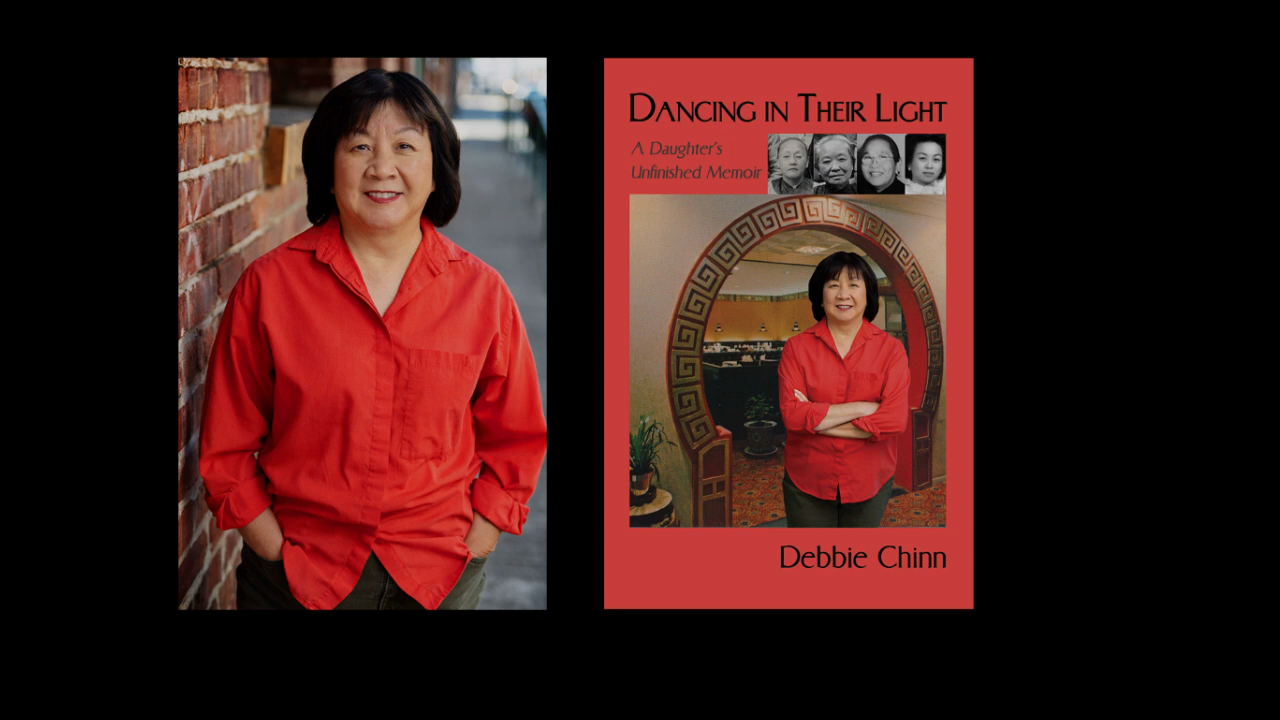 DANCING IN THEIR LIGHT
A Daughter's
Unfinished Memoir
Debbie Chinn